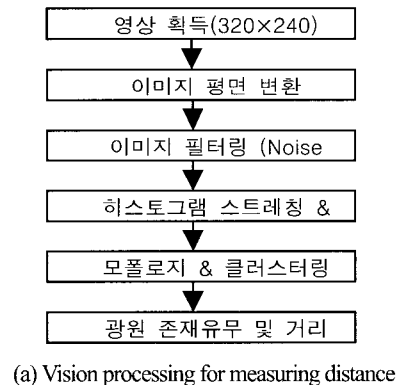 영상 획득(320×240)
이미지 평면 변환
이미지 필터링 (Noise
히스토그램 스트레칭 &
모폴로지 & 클러스터링
광원 존재유무 및 거리
(a) Vision processing for measuring distance